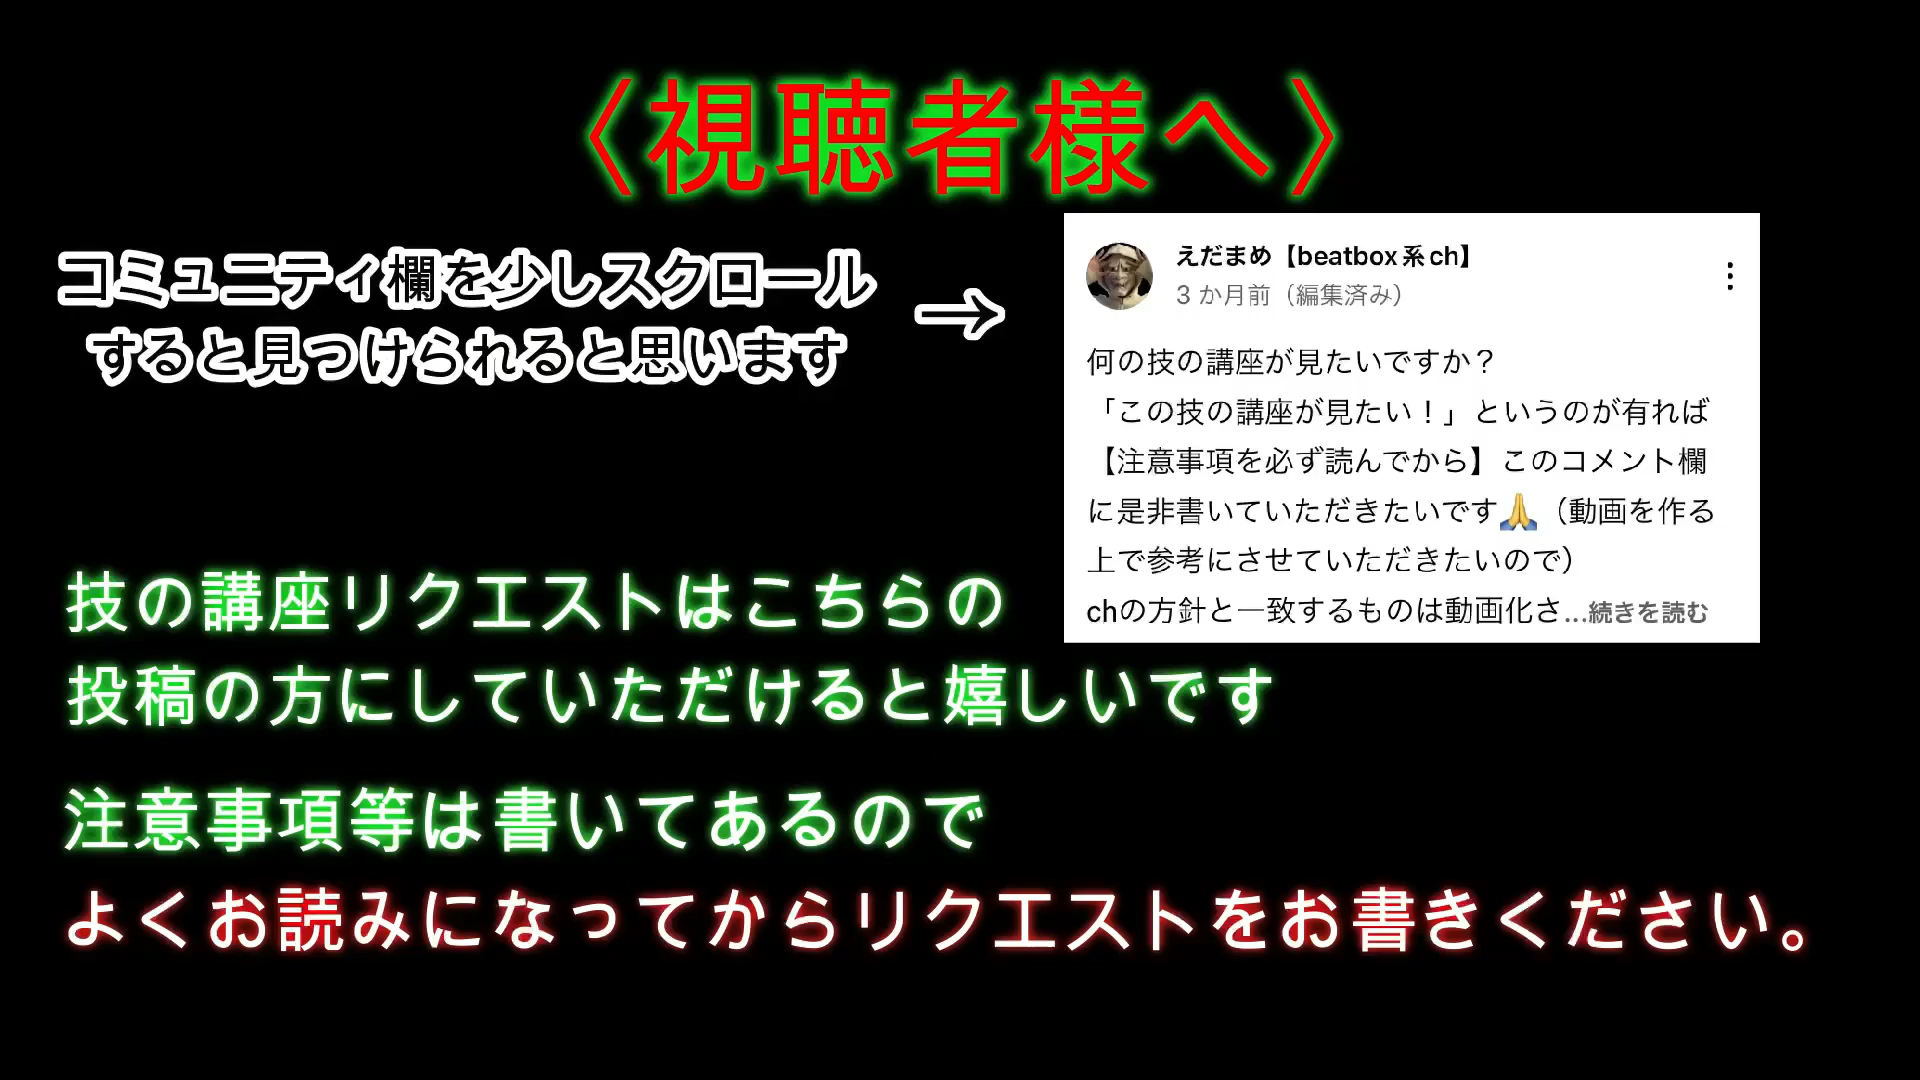 〈視聴者様へ〉
コミュニティ欄を少しスクロール
すると見つけられると思います
→
えだまめ【beatbox系ch】
3 か月前（編集済み）
何の技の講座が見たいですか？
「この技の講座が見たい！」というのが有れば
【注意事項を必ず読んでから】このコメント欄
に是非書いていただきたいです🙏（動画を作る
上で参考にさせていただきたいので）
chの方針と一致するものは動画化さ...続きを読む
技の講座リクエストはこちらの
投稿の方にしていただけると嬉しいです
注意事項等は書いてあるので
よくお読みになってからリクエストをお書きください。